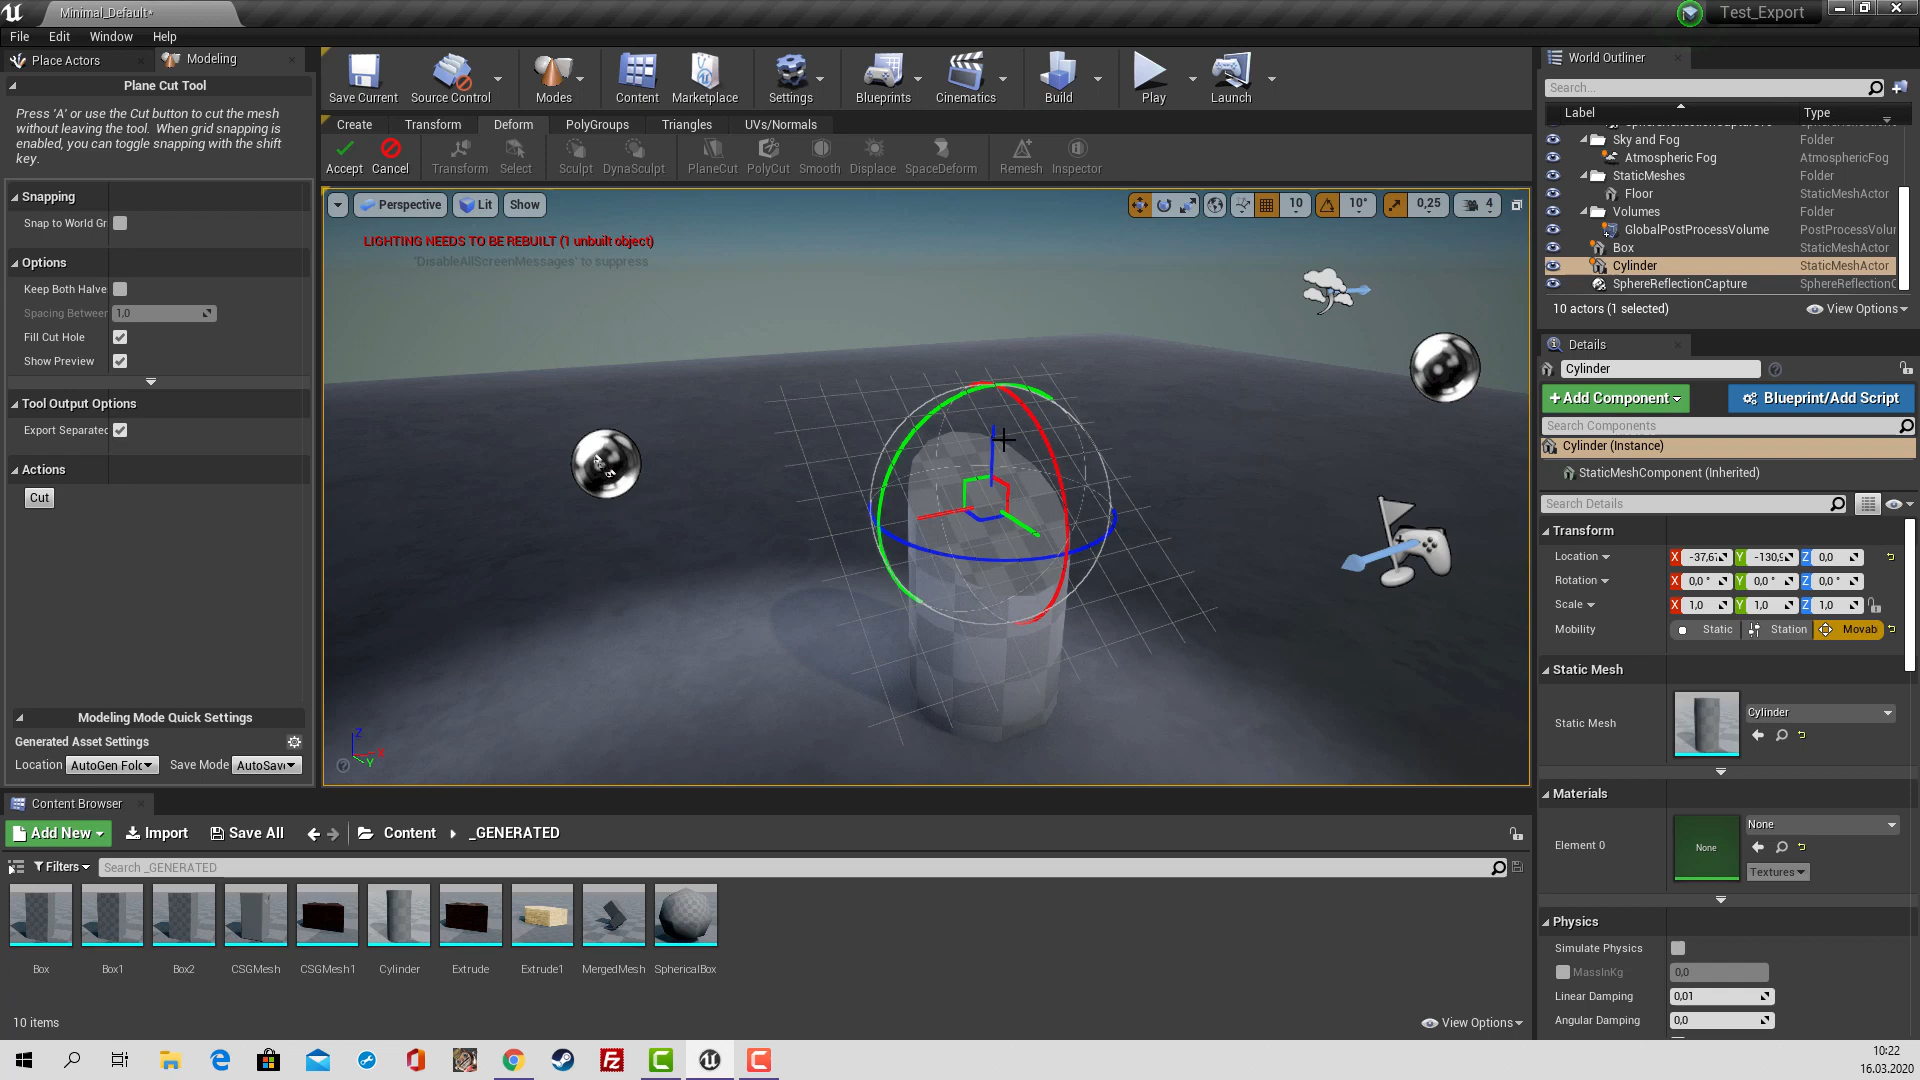 Minimal_Default*
Test_Export
File Edit Window Help
Place Actors
Modeling
Plane Cut Tool
Press 'A' or use the Cut button to cut the mesh
without leaving the tool. When grid snapping is
enabled, you can toggle snapping with the shift
key.
Snapping
Snap to World Gr
Options
Keep Both Halve
Spacing Between
1,0
Fill Cut Hole
Show Preview
Tool Output Options
Export Separated
Actions
Cut
Modeling Mode Quick Settings
Generated Asset Settings
Location AutoGen Folc Save Mode AutoSav
Save Current Source Control Modes Content Marketplace Settings Blueprints Cinematics Build Play Launch
Create Transform Deform PolyGroups Triangles UVs/Normals
Accept Cancel Transform Select Sculpt DynaSculpt PlaneCut PolyCut Smooth Displace SpaceDeform Remesh Inspector
Perspective Lit Show 10 10° 0,25 4
LIGHTING NEEDS TO BE REBUILT (1 unbuilt object)
'DisableAllScreenMessages' to suppress
Z
X
Y
World Outliner
Search...
Label Type
Sky and Fog Folder
Atmospheric Fog AtmosphericFog
StaticMeshes Folder
Floor StaticMeshActor
Volumes Folder
GlobalPostProcessVolume PostProcessVolur
Box StaticMeshActor
Cylinder StaticMeshActor
SphereReflectionCapture SphereReflectionC
10 actors (1 selected) View Options
Details
Cylinder
Add Component Blueprint/Add Script
Search Components
Cylinder (Instance)
StaticMeshComponent (Inherited)
Search Details
Transform
Location X -37,67 Y -130,9 Z 0,0
Rotation X 0,0 ° Y 0,0 ° Z 0,0 °
Scale X 1,0 Y 1,0 Z 1,0
Mobility Static Station Movab
Static Mesh
Static Mesh Cylinder
Materials
Element 0 None None
Textures
Physics
Simulate Physics
MassInKg 0,0
Linear Damping 0,01
Angular Damping 0,0
Content Browser
Add New Import Save All Content _GENERATED
Filters Search _GENERATED
Box Box1 Box2 CSGMesh CSGMesh1 Cylinder Extrude Extrude1 MergedMesh SphericalBox
10 items View Options
10:22
16.03.2020